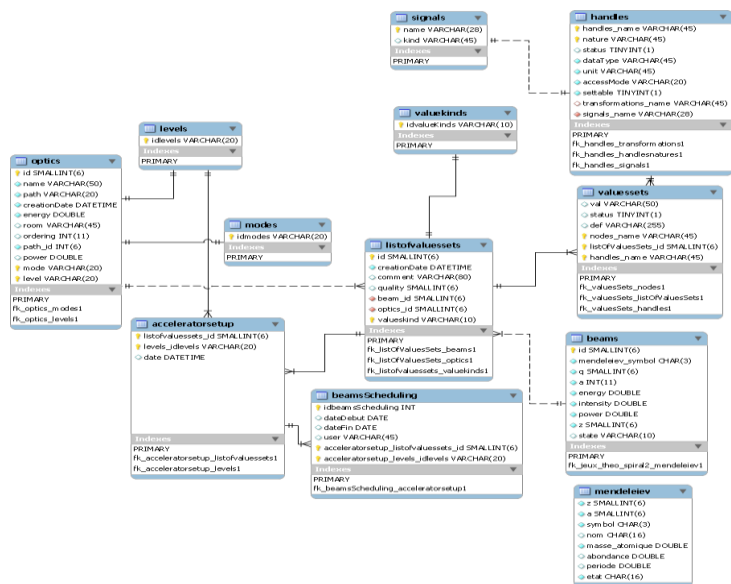 signals
name VARCHAR(28)
kind VARCHAR(45)
Indexes
PRIMARY
handles
handles_name VARCHAR(45)
nature VARCHAR(45)
status TINYINT(1)
dataType VARCHAR(45)
unit VARCHAR(45)
accessMode VARCHAR(20)
settable TINYINT(1)
transformations_name VARCHAR(45)
signals_name VARCHAR(28)
Indexes
PRIMARY
fk_handles_transformations1
fk_handles_handlesnatures1
fk_handles_signals1
valuekinds
idvalueKinds VARCHAR(10)
Indexes
PRIMARY
levels
idlevels VARCHAR(20)
Indexes
PRIMARY
optics
id SMALLINT(6)
name VARCHAR(50)
path VARCHAR(20)
creationDate DATETIME
energy DOUBLE
room VARCHAR(45)
ordering INT(11)
path_id INT(6)
power DOUBLE
mode VARCHAR(20)
level VARCHAR(20)
Indexes
PRIMARY
fk_optics_modes1
fk_optics_levels1
modes
idmodes VARCHAR(20)
Indexes
PRIMARY
listofvaluessets
id SMALLINT(6)
creationDate DATETIME
comment VARCHAR(80)
quality SMALLINT(6)
beam_id SMALLINT(6)
optics_id SMALLINT(6)
valueskind VARCHAR(10)
Indexes
PRIMARY
fk_listOfValuesSets_beams1
fk_listOfValuesSets_optics1
fk_listofvaluessets_valuekinds1
valuessets
val VARCHAR(50)
status TINYINT(1)
def VARCHAR(255)
nodes_name VARCHAR(45)
listOfValuesSets_id SMALLINT(6)
handles_name VARCHAR(45)
Indexes
PRIMARY
fk_valuesSets_nodes1
fk_valuesSets_listOfValuesSets1
fk_valuesSets_handles1
acceleratorsetup
listofvaluessets_id SMALLINT(6)
levels_idlevels VARCHAR(20)
date DATETIME
Indexes
PRIMARY
fk_acceleratorsetup_listofvaluessets1
fk_acceleratorsetup_levels1
beamsScheduling
idbeamsScheduling INT
dateDebut DATE
dateFin DATE
user VARCHAR(45)
acceleratorsetup_listofvaluessets_id SMALLINT(6)
acceleratorsetup_levels_idlevels VARCHAR(20)
Indexes
PRIMARY
fk_beamsScheduling_acceleratorsetup1
beams
id SMALLINT(6)
mendeleiev_symbol CHAR(3)
q SMALLINT(6)
a INT(11)
energy DOUBLE
intensity DOUBLE
power DOUBLE
z SMALLINT(6)
state VARCHAR(10)
Indexes
PRIMARY
fk_jeux_theo_spiral2_mendeleiev1
mendeleiev
z SMALLINT(6)
a SMALLINT(6)
symbol CHAR(3)
nom CHAR(16)
masse_atomique DOUBLE
abondance DOUBLE
periode DOUBLE
etat CHAR(16)